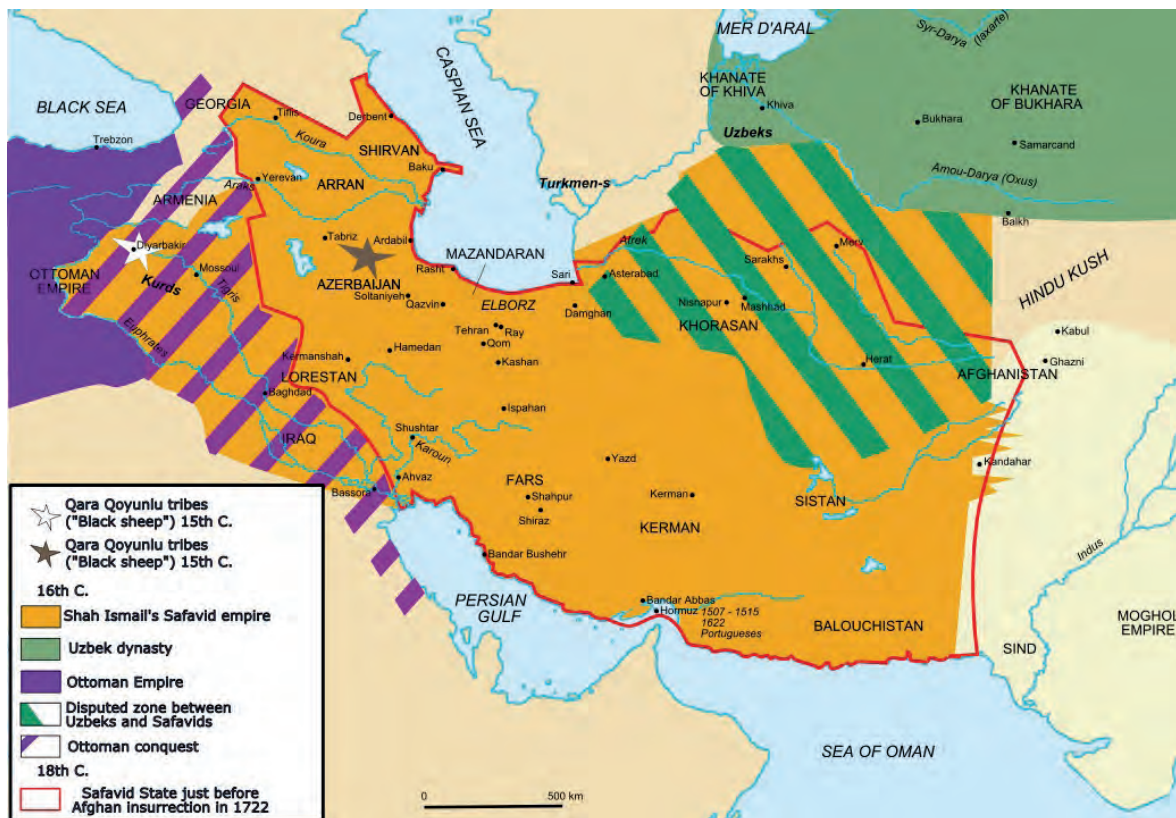 MER D'ARAL
Syr-Darya (Iaxarte)
CASPIAN SEA
KHANATE
OF KHIVA
KHANATE
OF BUKHARA
BLACK SEA
GEORGIA
Tiflis
Derbent
Khiva
Bukhara
Trebzon
Koura
SHIRVAN
Uzbeks
Samarcand
Baku
Yerevan
Araks
ARRAN
Turkmen-s
Amou-Darya (Oxus)
ARMENIA
Balkh
Diyarbakir
Tabriz
Ardabil
MAZANDARAN
Atrek
Merv
OTTOMAN
EMPIRE
Kurds
Mossoul
Tigris
AZERBAIJAN
Rasht
Sari
Asterabad
Sarakhs
HINDU KUSH
Soltaniyeh
Qazvin
ELBORZ
Damghan
Nisnapur
Mashhad
KHORASAN
Euphrates
Tehran
Ray
Qom
Kabul
Kermanshah
Hamedan
Kashan
Herat
Ghazni
AFGHANISTAN
LORESTAN
Baghdad
Ispahan
IRAQ
Shushtar
Karoun
Yazd
Kandahar
Bassora
Ahvaz
FARS
Shahpur
Shiraz
Kerman
KERMAN
SISTAN
Bandar Bushehr
Indus
PERSIAN
GULF
Bandar Abbas
Hormuz
1507 - 1515
1622
Portugueses
BALOUCHISTAN
SIND
MOGHOL
EMPIRE
SEA OF OMAN
0 500 km
Qara Qoyunlu tribes
("Black sheep") 15th C.
Qara Qoyunlu tribes
("Black sheep") 15th C.
16th C.
Shah Ismail's Safavid empire
Uzbek dynasty
Ottoman Empire
Disputed zone between
Uzbeks and Safavids
Ottoman conquest
18th C.
Safavid State just before
Afghan insurrection in 1722